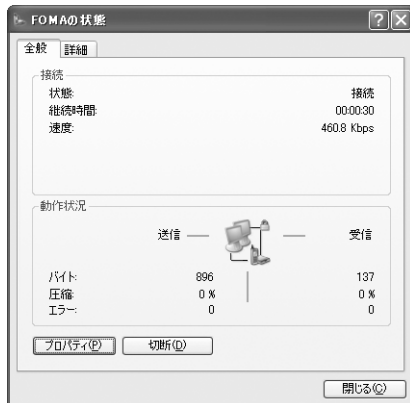 FOMAの状態
全般 詳細
接続
状態: 接続
継続時間: 00:00:30
速度: 460.8 Kbps
動作状況
送信 受信
バイト: 896 137
圧縮: 0 % 0 %
エラー: 0 0
プロパティ(P) 切断(D)
閉じる(C)